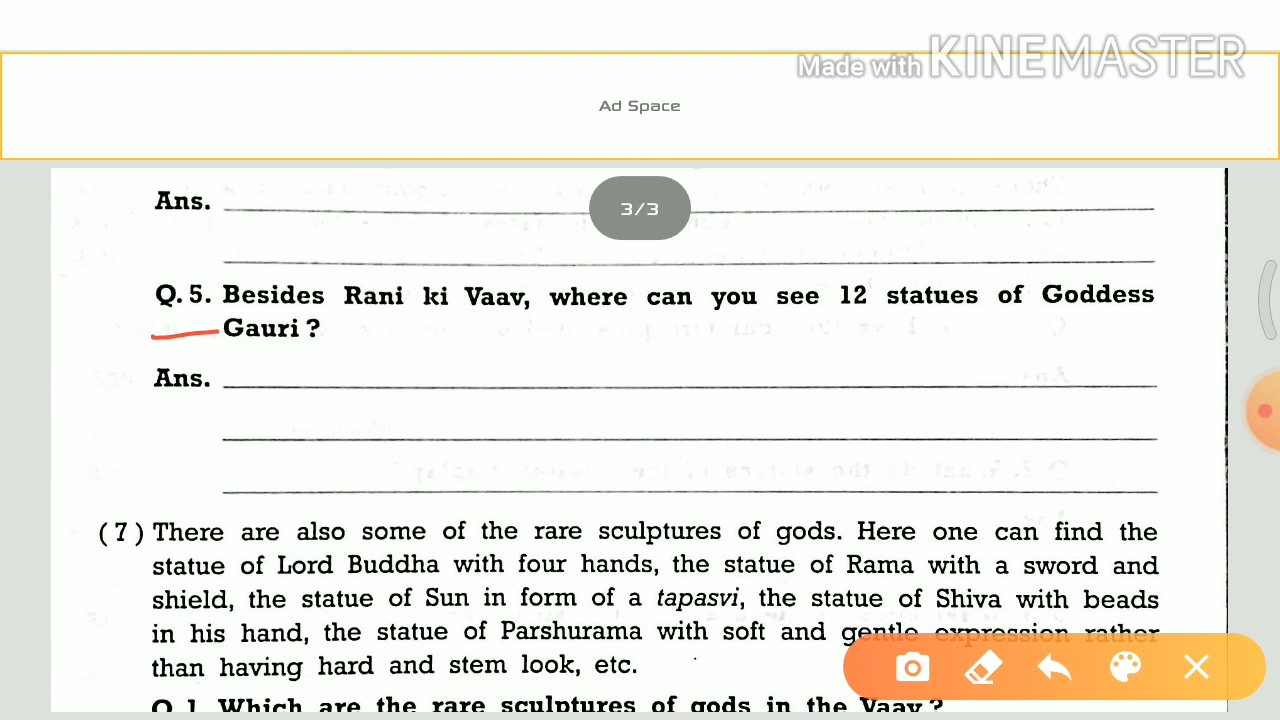 Made with KINEMASTER
Ad Space
Ans.
3/3
Q. 5. Besides Rani ki Vaav, where can you see 12 statues of Goddess
Gauri ?
Ans.
( 7 ) There are also some of the rare sculptures of gods. Here one can find the
statue of Lord Buddha with four hands, the statue of Rama with a sword and
shield, the statue of Sun in form of a tapasvi, the statue of Shiva with beads
in his hand, the statue of Parshurama with soft and gentle expression rather
than having hard and stem look, etc.
Q. 1. Which are the rare sculptures of gods in the Vaav ?